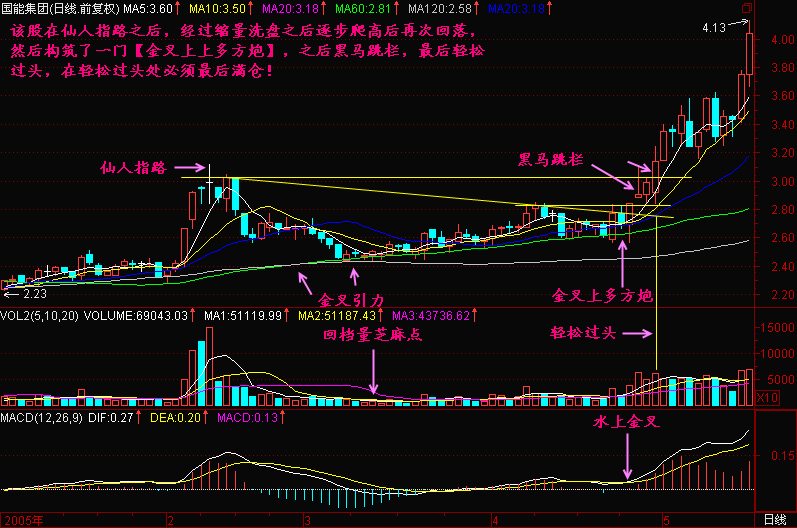 国能集团(日线.前复权) MA5:3.60↑ MA10:3.50↑ MA20:3.18↑ MA60:2.81↑ MA120:2.58↑ MA200:2.63↑
该股在仙人指路之后，经过缩量洗盘之后逐步爬高后再次回落，
然后构筑了一门【金叉上上多方炮】，之后黑马跳栏，最后轻松
过头，在轻松过头处必须最后满仓！
4.13
4.00
3.80
3.60
3.40
3.20
3.00
2.80
2.60
2.40
2.20
仙人指路
黑马跳栏
金叉引力
金叉上多方炮
2.23
VOL2(5,10,20) VOLUME:69043.03↑ MA1:51119.99↑ MA2:51187.43↑ MA3:43736.62↑
回档量芝麻点
轻松过头
15000
10000
5000
X10
MACD(12,26,9) DIF:0.27↑ DEA:0.20↑ MACD:0.13↑
水上金叉
0.15
2005年 2 3 4 5 日线